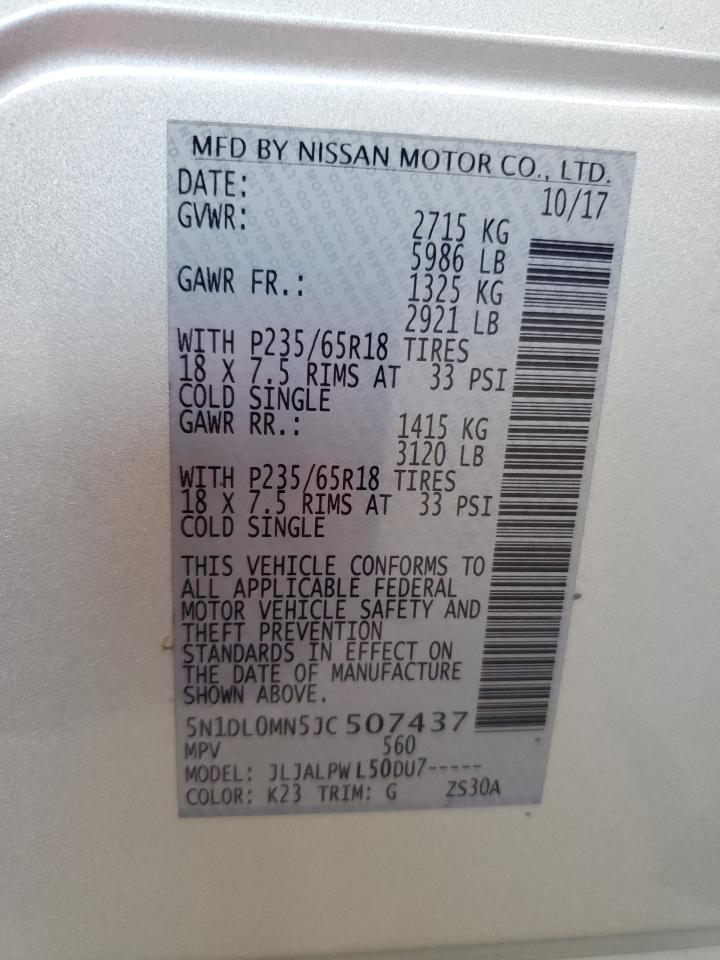 MFD BY NISSAN MOTOR CO., LTD.
DATE: 10/17
GVWR: 2715 KG
5986 LB
GAWR FR.: 1325 KG
2921 LB
WITH P235/65R18 TIRES
18 X 7.5 RIMS AT 33 PSI
COLD SINGLE
GAWR RR.: 1415 KG
3120 LB
WITH P235/65R18 TIRES
18 X 7.5 RIMS AT 33 PSI
COLD SINGLE
THIS VEHICLE CONFORMS TO
ALL APPLICABLE FEDERAL
MOTOR VEHICLE SAFETY AND
THEFT PREVENTION
STANDARDS IN EFFECT ON
THE DATE OF MANUFACTURE
SHOWN ABOVE.
5N1DL0MN5JC507437
MPV 560
MODEL: JLJALPWL50DU7-----
COLOR: K23 TRIM: G ZS30A